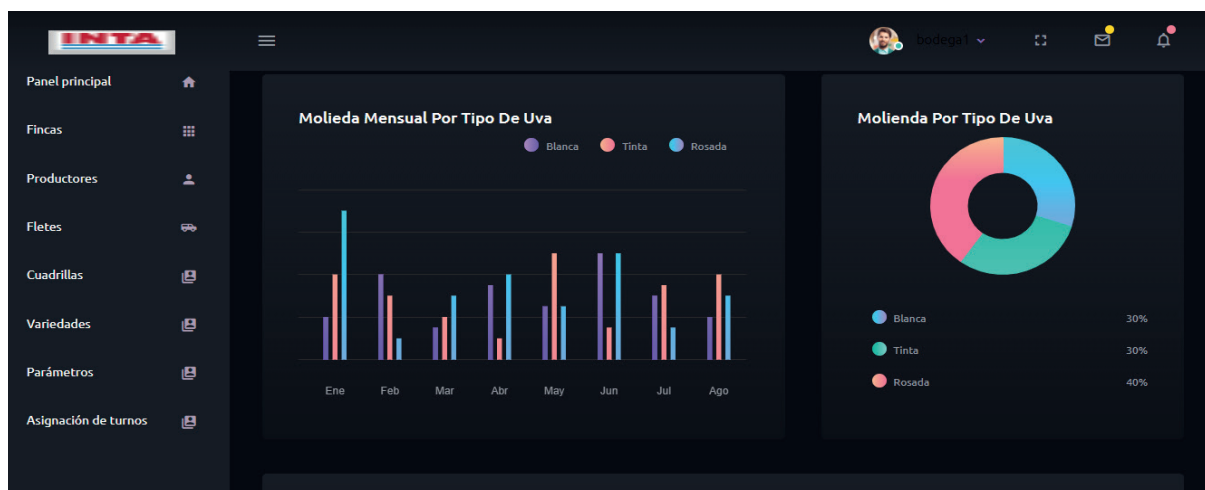 INTA
bodega1
Panel principal
Fincas
Productores
Fletes
Cuadrillas
Variedades
Parámetros
Asignación de turnos
Molieda Mensual Por Tipo De Uva
Blanca Tinta Rosada
Ene Feb Mar Abr May Jun Jul Ago
Molienda Por Tipo De Uva
Blanca 30%
Tinta 30%
Rosada 40%